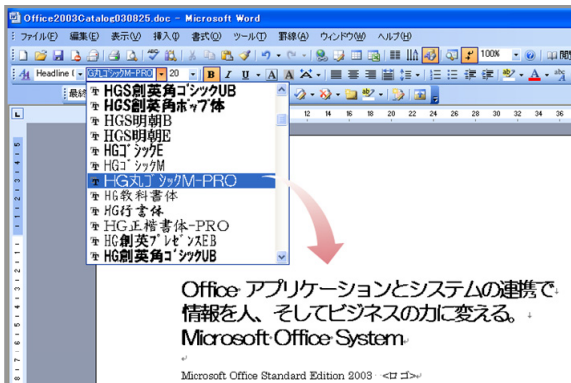 Office2003Catalog030825.doc - Microsoft Word
ファイル(F) 編集(E) 表示(V) 挿入(I) 書式(O) ツール(T) 罫線(A) ウィンドウ(W) ヘルプ(H)
100%
Headline ( HG丸ゴシックM-PRO 20 B I U A A A
HGS創英角ゴシックUB
HGS創英角ポップ体
HGS明朝B
HGS明朝E
HGゴシックE
HGゴシックM
HG丸ゴシックM-PRO
HG教科書体
HG行書体
HG正楷書体-PRO
HG創英プレゼンスEB
HG創英角ゴシックUB
12 14 16 18 20 22 24 26 28 30 32 34 36
Office アプリケーションとシステムの連携で
情報を人、そしてビジネスの力に変える。
Microsoft Office System
Microsoft Office Standard Edition 2003 <ロゴ>